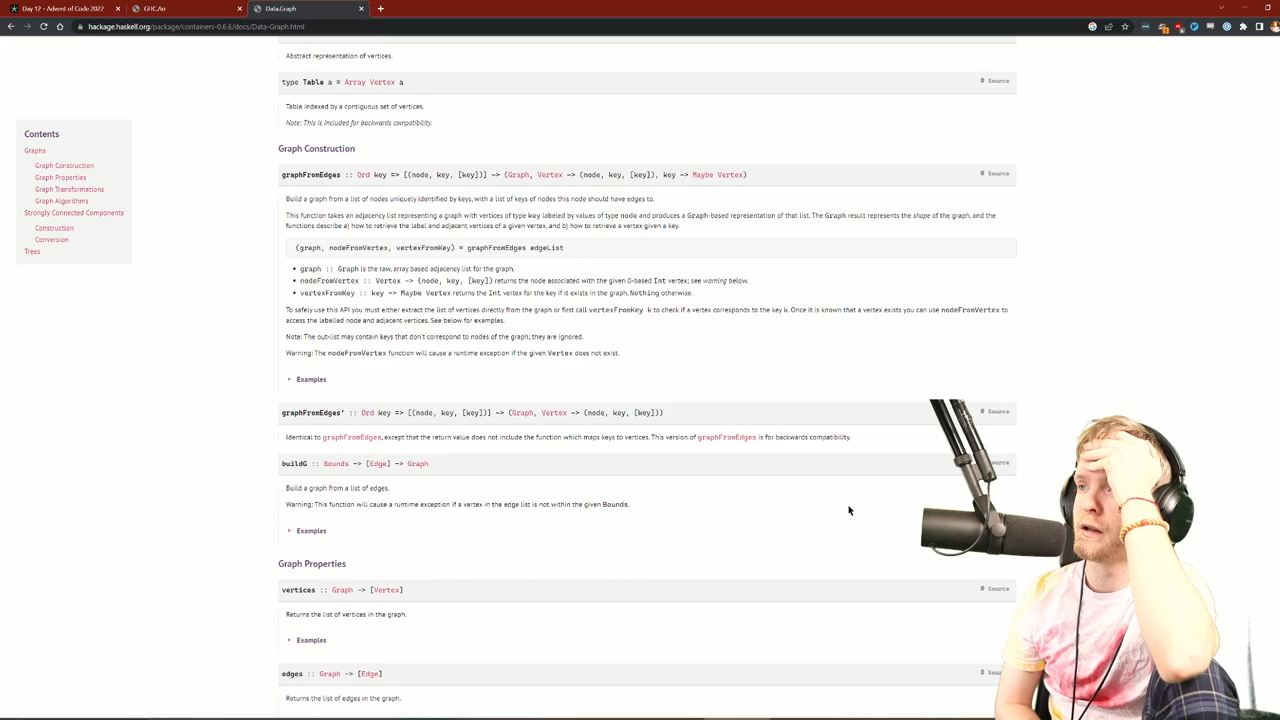 Day 12 - Advent of Code 2022
GHC.Arr
Data.Graph
hackage.haskell.org/package/containers-0.6.6/docs/Data-Graph.html
Abstract representation of vertices.
type Table a = Array Vertex a
# Source
Table indexed by a contiguous set of vertices.
Note: This is included for backwards compatibility.
Contents
Graphs
Graph Construction
Graph Properties
Graph Transformations
Graph Algorithms
Strongly Connected Components
Construction
Conversion
Trees
Graph Construction
graphFromEdges :: Ord key => [(node, key, [key])] -> (Graph, Vertex -> (node, key, [key]), key -> Maybe Vertex)
# Source
Build a graph from a list of nodes uniquely identified by keys, with a list of keys of nodes this node should have edges to.
This function takes an adjacency list representing a graph with vertices of type key labeled by values of type node and produces a Graph-based representation of that list. The Graph result represents the shape of the graph, and the
functions describe a) how to retrieve the label and adjacent vertices of a given vertex, and b) how to retrieve a vertex given a key.
(graph, nodeFromVertex, vertexFromKey) = graphFromEdges edgeList
• graph :: Graph is the raw, array based adjacency list for the graph.
• nodeFromVertex :: Vertex -> (node, key, [key]) returns the node associated with the given 0-based Int vertex; see warning below.
• vertexFromKey :: key -> Maybe Vertex returns the Int vertex for the key if it exists in the graph, Nothing otherwise.
To safely use this API you must either extract the list of vertices directly from the graph or first call vertexFromKey k to check if a vertex corresponds to the key k. Once it is known that a vertex exists you can use nodeFromVertex to
access the labelled node and adjacent vertices. See below for examples.
Note: The out-list may contain keys that don't correspond to nodes of the graph; they are ignored.
Warning: The nodeFromVertex function will cause a runtime exception if the given Vertex does not exist.
Examples
graphFromEdges' :: Ord key => [(node, key, [key])] -> (Graph, Vertex -> (node, key, [key]))
# Source
Identical to graphFromEdges, except that the return value does not include the function which maps keys to vertices. This version of graphFromEdges is for backwards compatibility.
buildG :: Bounds -> [Edge] -> Graph
Build a graph from a list of edges.
Warning: This function will cause a runtime exception if a vertex in the edge list is not within the given Bounds.
Examples
Graph Properties
vertices :: Graph -> [Vertex]
# Source
Returns the list of vertices in the graph.
Examples
edges :: Graph -> [Edge]
Returns the list of edges in the graph.